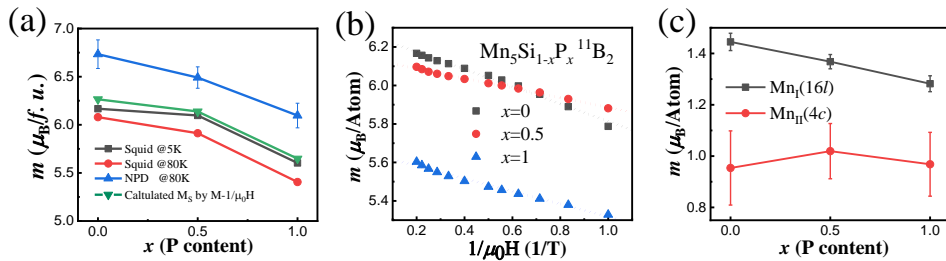 (a)
7.0
6.5
6.0
5.5
5.0
m (μB/f. u.)
Squid @5K
Squid @80K
NPD @80K
Caltulated MS by M-1/μ0H
0.0 0.5 1.0
x (P content)
(b)
6.2
6.0
5.8
5.6
5.4
m (μB/Atom)
Mn5Si1-xPx11B2
x=0
x=0.5
x=1
0.2 0.4 0.6 0.8 1.0
1/μ0H (1/T)
(c)
1.4
1.2
1.0
0.8
m (μB/Atom)
MnI(16l)
MnII(4c)
0.0 0.5 1.0
x (P content)